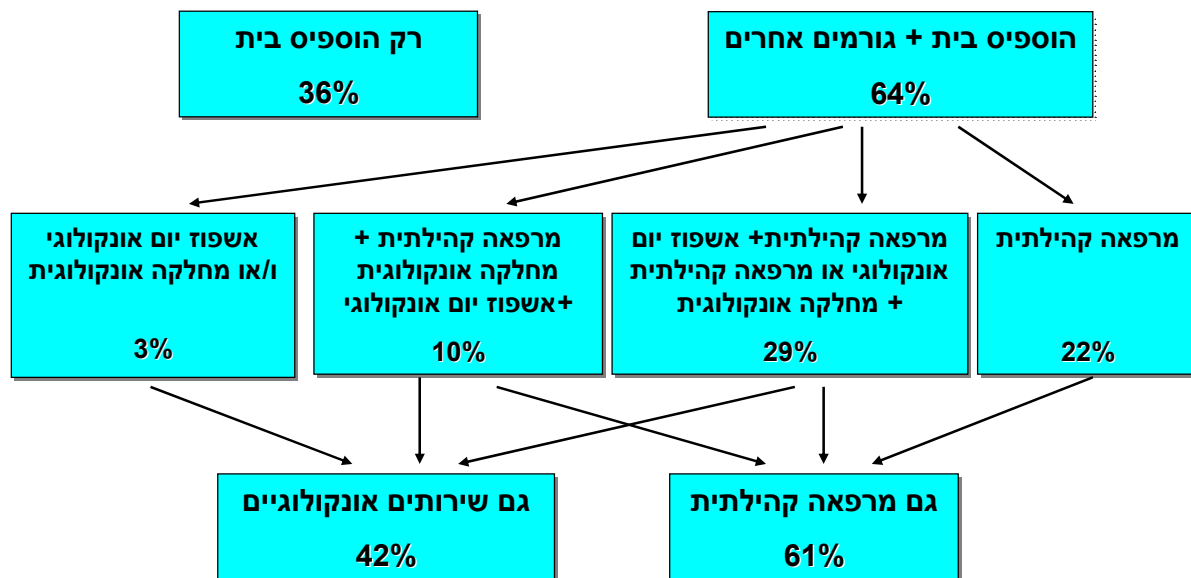 הוספיס בית + גורמים אחרים
64%
רק הוספיס בית
36%
מרפאה קהילתית
22%
מרפאה קהילתית+ אשפוז יום
אונקולוגי או מרפאה קהילתית
+ מחלקה אונקולוגית
29%
מרפאה קהילתית +
מחלקה אונקולוגית
+אשפוז יום אונקולוגי
10%
אשפוז יום אונקולוגי
ו/או מחלקה אונקולוגית
3%
גם מרפאה קהילתית
61%
גם שירותים אונקולוגיים
42%